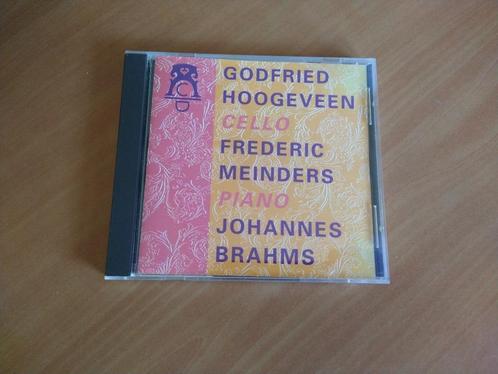 GODFRIED
HOOGEVEEN
CELLO
FREDERIC
MEINDERS
PIANO
JOHANNES
BRAHMS